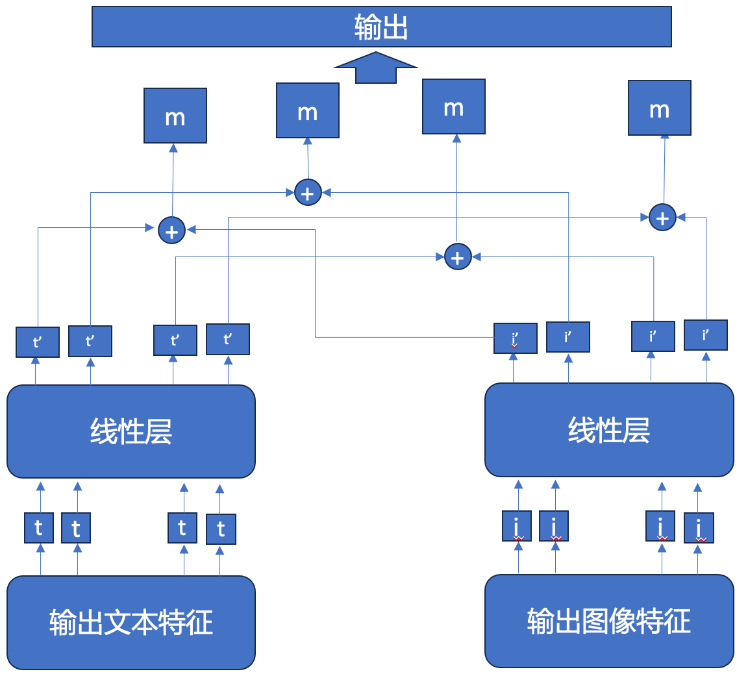 输出
m m m m
+
+
+
+
t’ t’ t’ t’ i’ i’ i’ i’
线性层 线性层
t t t t i i i i
输出文本特征 输出图像特征